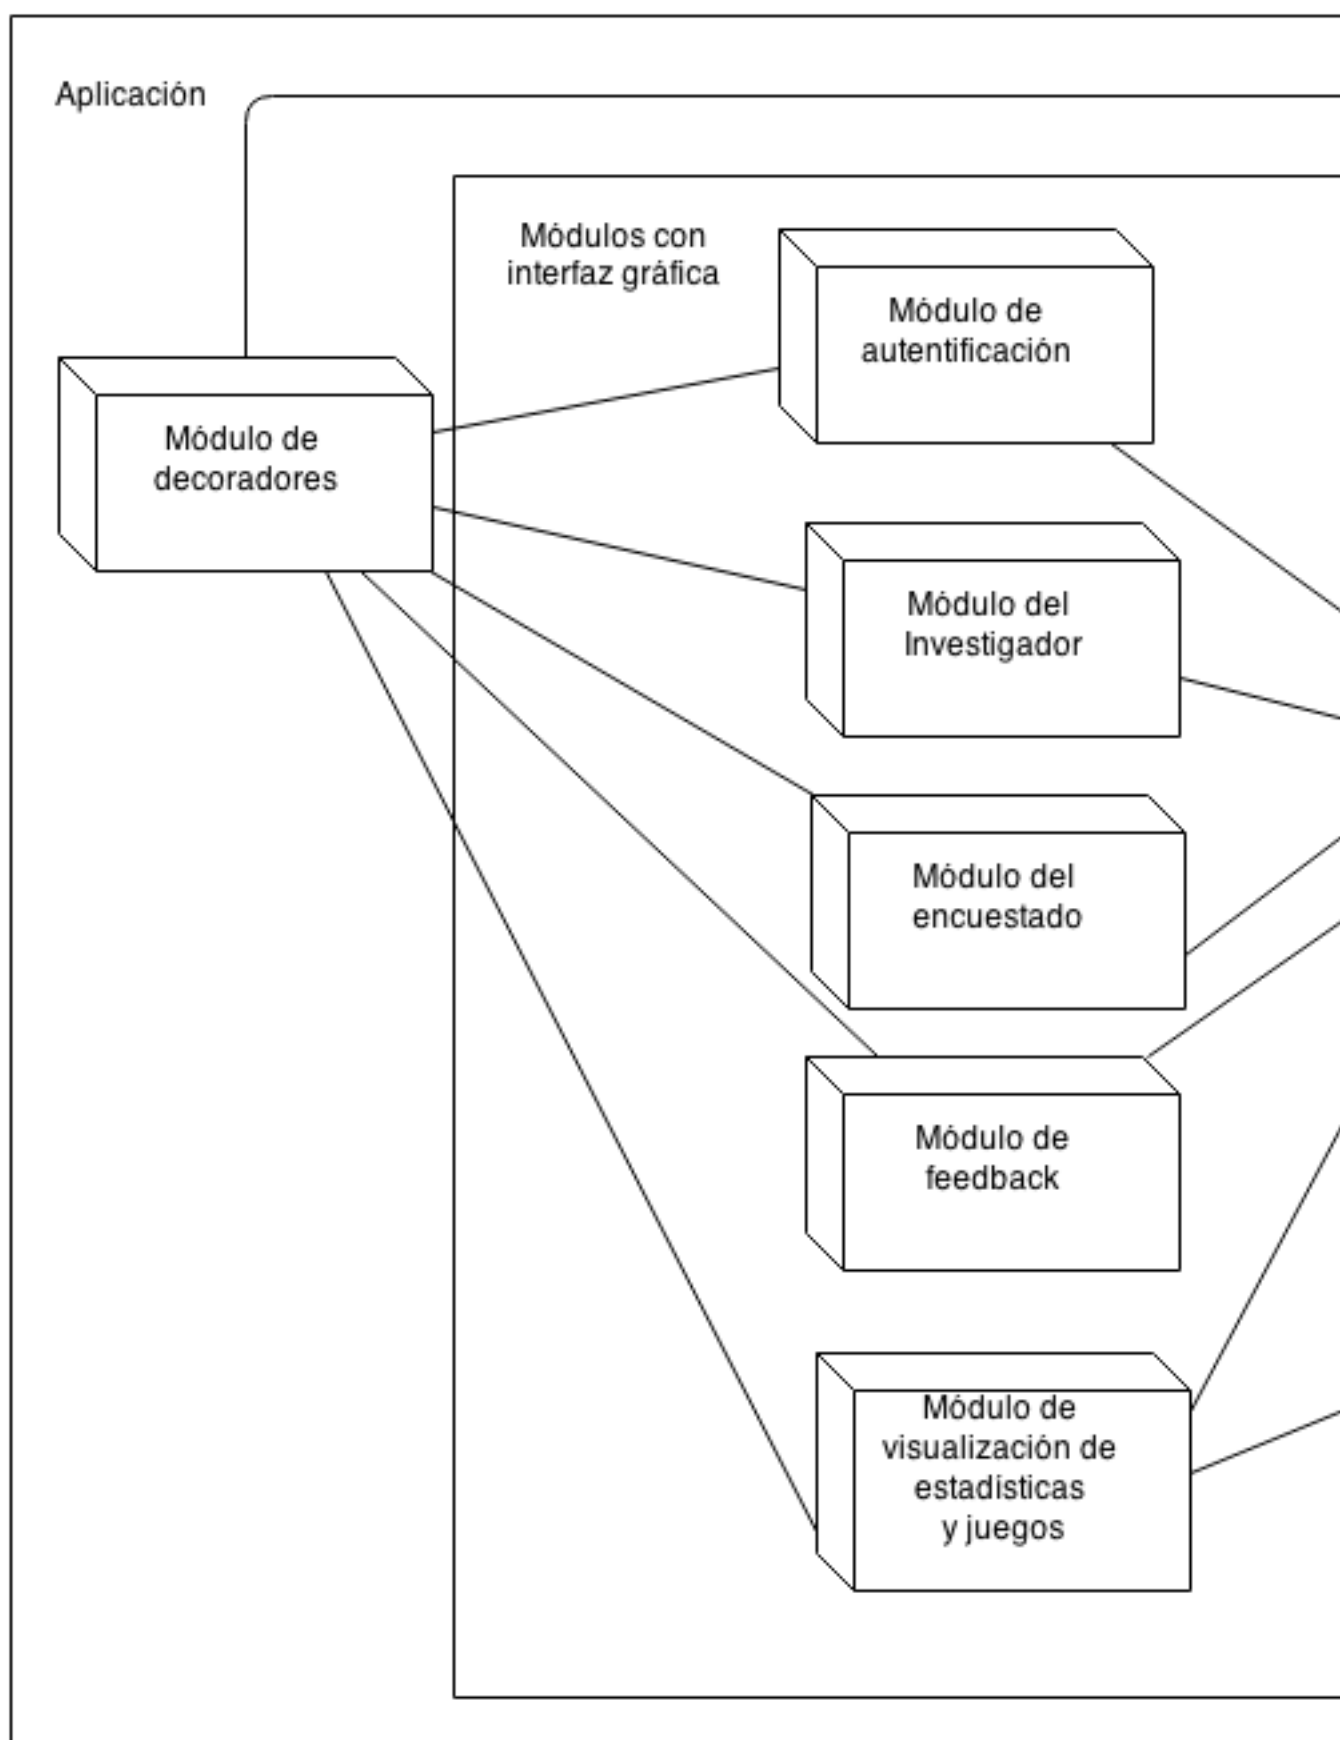 Aplicación
Módulos con
interfaz gráfica
Módulo de
autentificación
Módulo de
decoradores
Módulo del
Investigador
Módulo del
encuestado
Módulo de
feedback
Módulo de
visualización de
estadísticas
y juegos